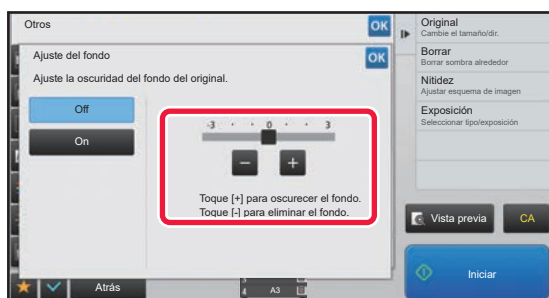 Otros
OK
Ajuste del fondo
OK
Ajuste la oscuridad del fondo del original.
Off
On
-3 · · 0 · · 3
Toque [+] para oscurecer el fondo.
Toque [-] para eliminar el fondo.
Atrás
4 A3
Original
Cambie el tamaño/dir.
Borrar
Borrar sombra alrededor
Nitidez
Ajustar esquema de imagen
Exposición
Seleccionar tipo/exposición
Vista previa
CA
Iniciar